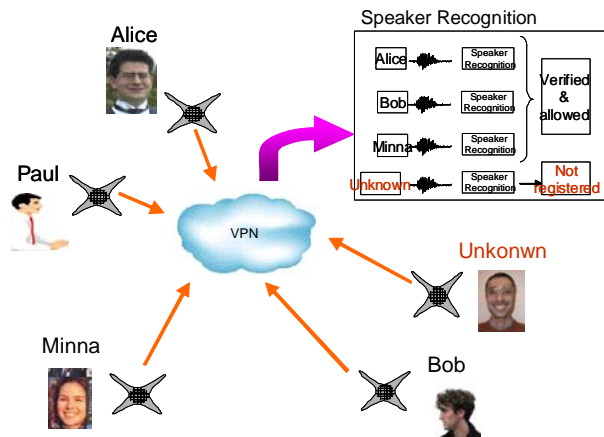 Speaker Recognition
Alice
Alice
Speaker
Recognition
Verified
&
allowed
Bob
Speaker
Recognition
Minna
Speaker
Recognition
Unknown
Speaker
Recognition
Not
registered
Paul
VPN
Unkonwn
Minna
Bob